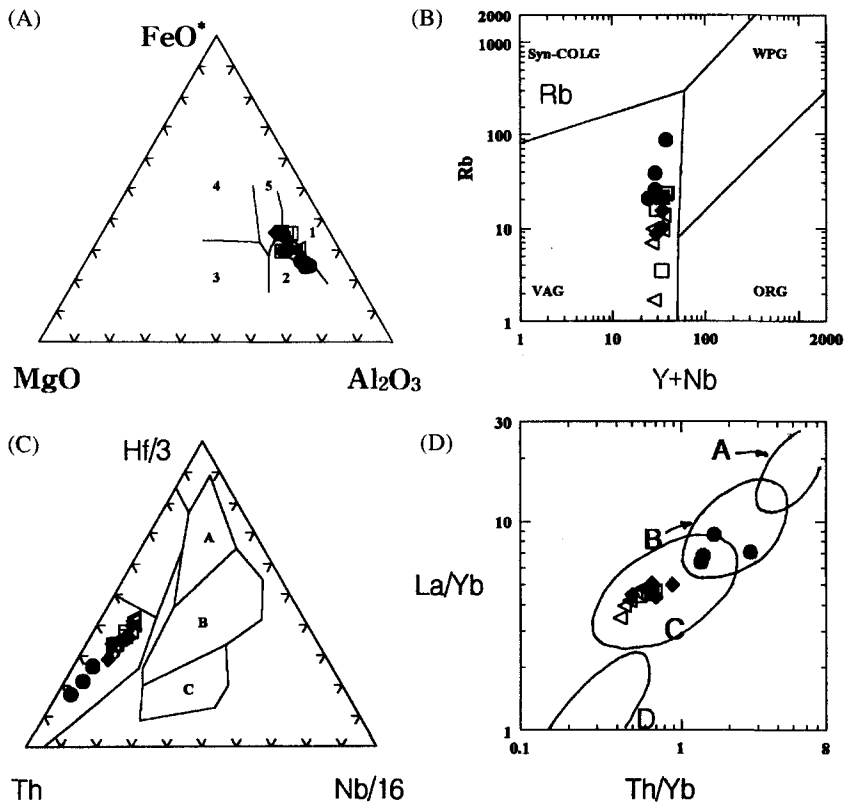 (A)
FeO*
4
5
1
3
2
MgO
Al₂O₃
(B)
2000
1000
100
10
1
Rb
Syn-COLG
WPG
Rb
VAG
ORG
1
10
100
2000
Y+Nb
(C)
Hf/3
A
B
C
Th
Nb/16
(D)
30
10
1
La/Yb
A
B
C
D
0.1
1
8
Th/Yb